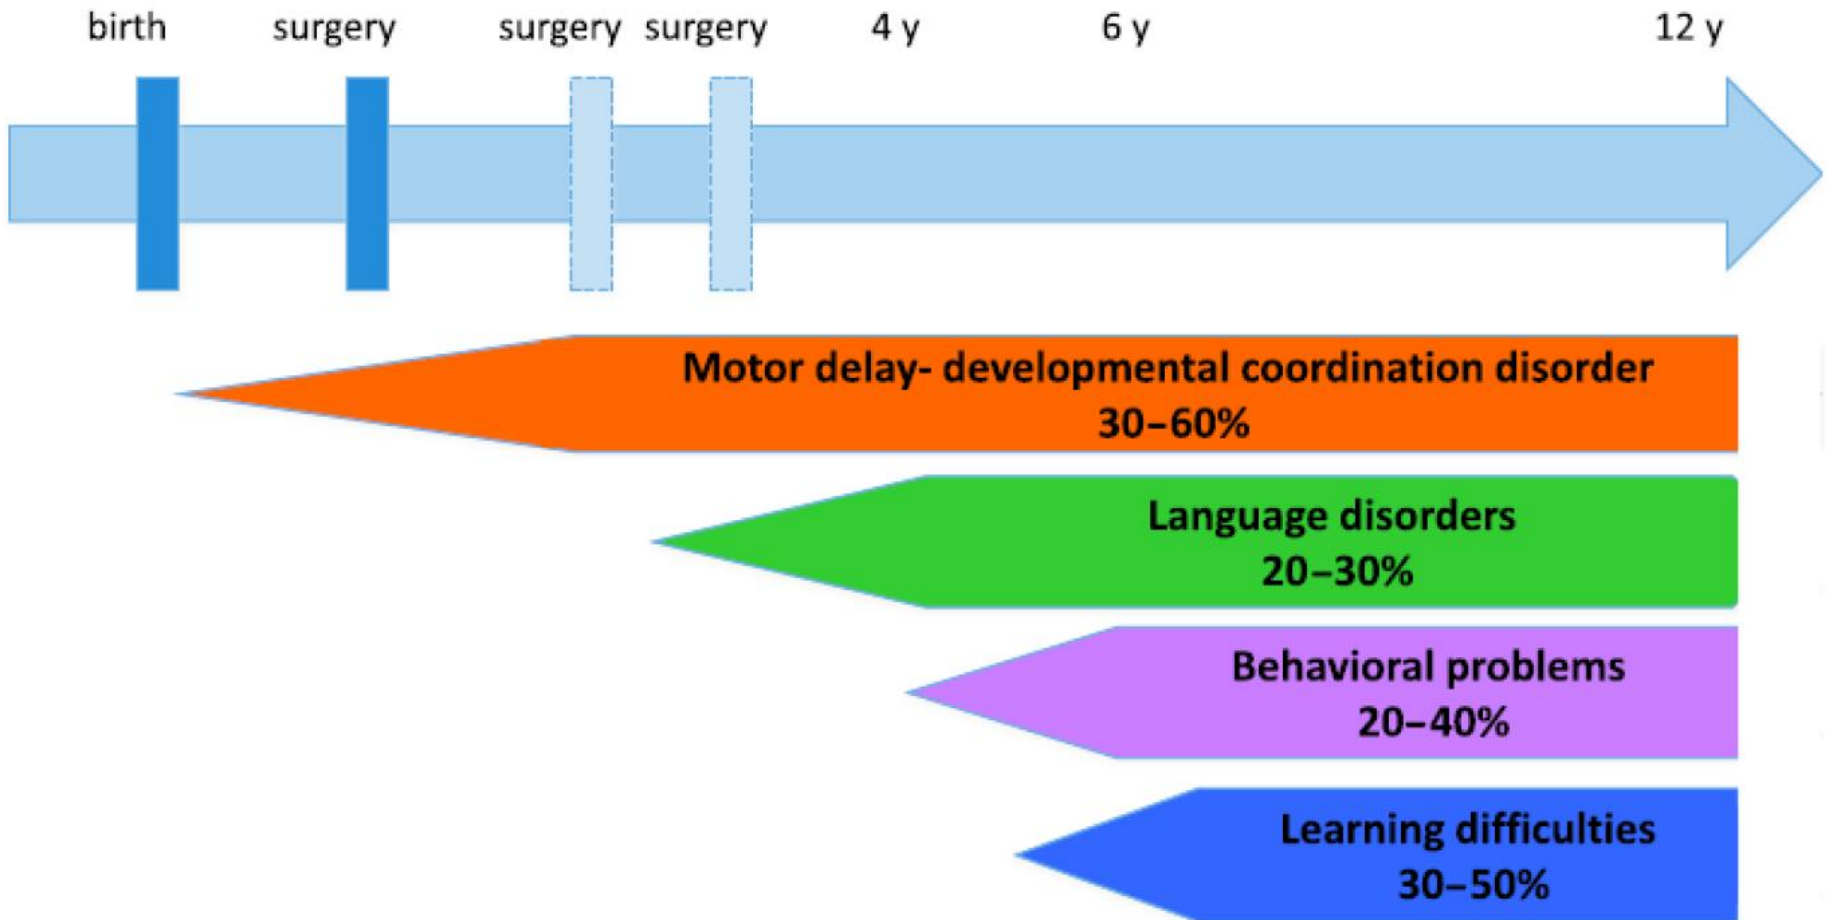 birth surgery surgery surgery 4 y 6 y 12 y
Motor delay- developmental coordination disorder
30–60%
Language disorders
20–30%
Behavioral problems
20–40%
Learning difficulties
30–50%